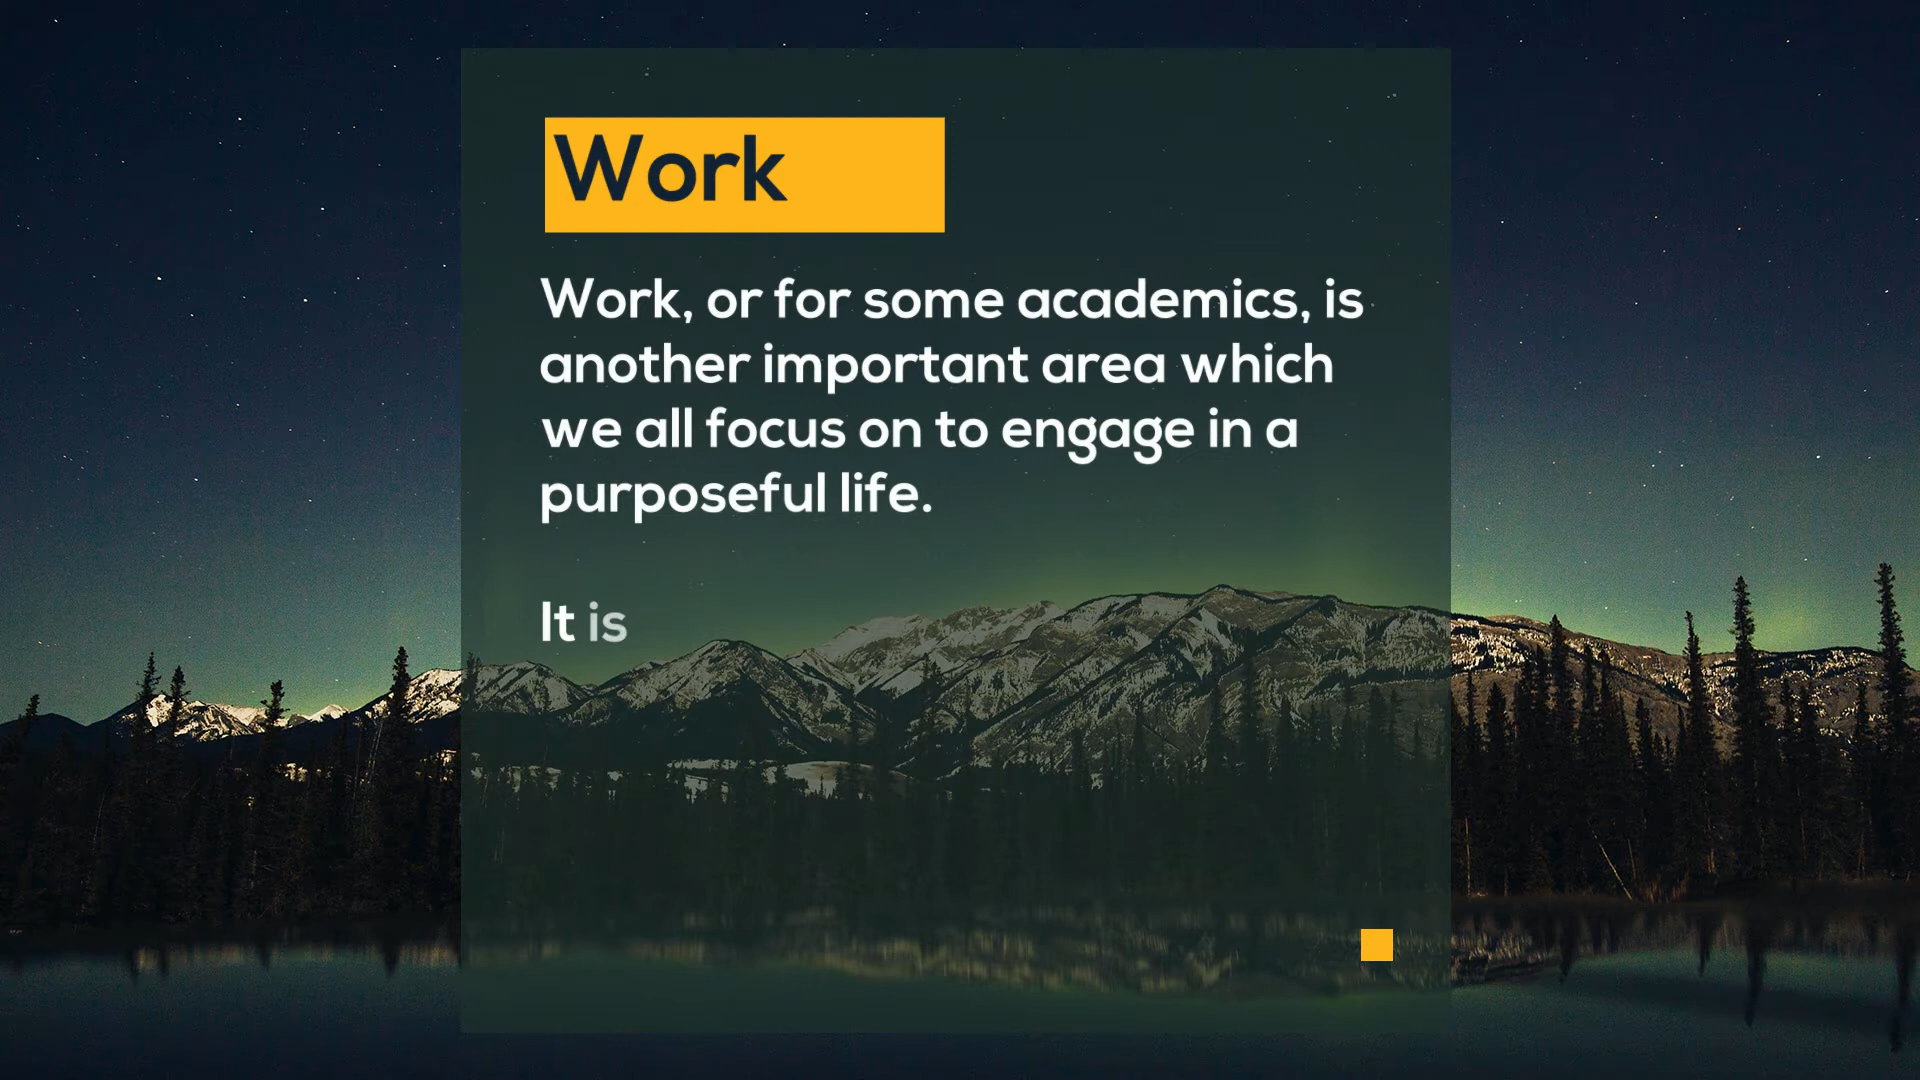 Work
Work, or for some academics, is
another important area which
we all focus on to engage in a
purposeful life.
It is